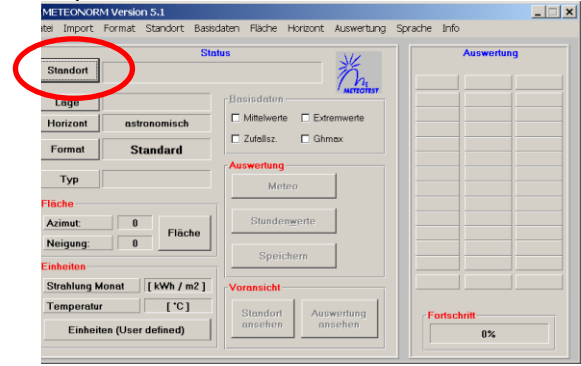 METEONORM Version 5.1
tei Import Format Standort Basisdaten Fläche Horizont Auswertung Sprache Info
Status
Standort
METEOTEST
Lage
Horizont astronomisch
Format Standard
Typ
Basisdaten
Mittelwerte Extremwerte
Zufallsz. Ghmax
Auswertung
Meteo
Stundenwerte
Speichern
Fläche
Azimut: 0
Neigung: 0
Fläche
Einheiten
Strahlung Monat [ kWh / m2 ]
Temperatur [ °C ]
Einheiten (User defined)
Voransicht
Standort ansehen
Auswertung ansehen
Auswertung
Fortschritt
0%